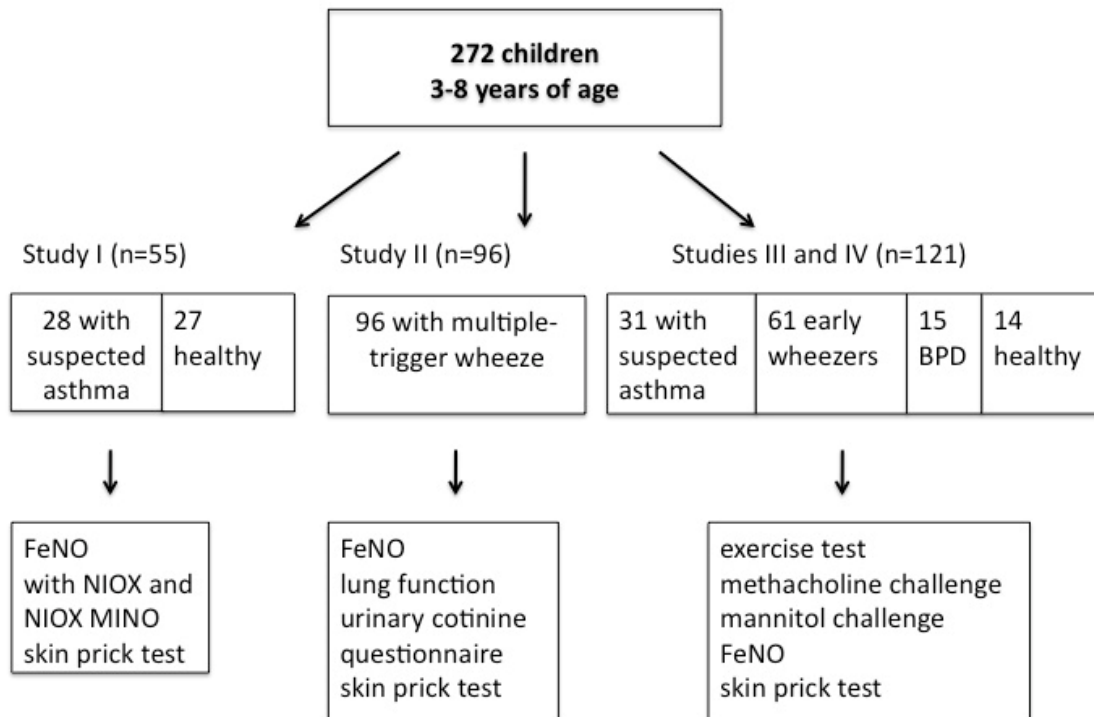 272 children
3-8 years of age
Study I (n=55)
28 with
suspected
asthma
27
healthy
Study II (n=96)
96 with multiple-
trigger wheeze
Studies III and IV (n=121)
31 with
suspected
asthma
61 early
wheezers
15
BPD
14
healthy
FeNO
with NIOX and
NIOX MINO
skin prick test
FeNO
lung function
urinary cotinine
questionnaire
skin prick test
exercise test
methacholine challenge
mannitol challenge
FeNO
skin prick test